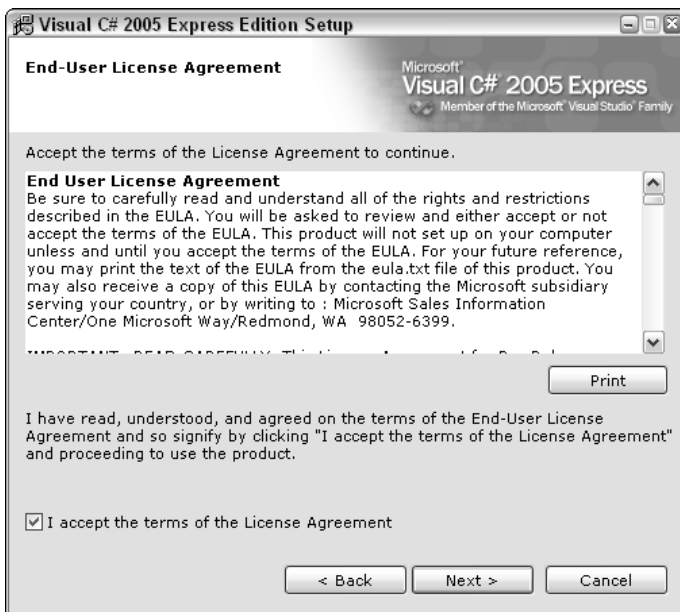 Visual C# 2005 Express Edition Setup
End-User License Agreement
Microsoft®
Visual C#® 2005 Express
Member of the Microsoft® Visual Studio® Family
Accept the terms of the License Agreement to continue.
End User License Agreement
Be sure to carefully read and understand all of the rights and restrictions
described in the EULA. You will be asked to review and either accept or not
accept the terms of the EULA. This product will not set up on your computer
unless and until you accept the terms of the EULA. For your future reference,
you may print the text of the EULA from the eula.txt file of this product. You
may also receive a copy of this EULA by contacting the Microsoft subsidiary
serving your country, or by writing to : Microsoft Sales Information
Center/One Microsoft Way/Redmond, WA  98052-6399.
Print
I have read, understood, and agreed on the terms of the End-User License
Agreement and so signify by clicking "I accept the terms of the License Agreement"
and proceeding to use the product.
I accept the terms of the License Agreement
< Back
Next >
Cancel